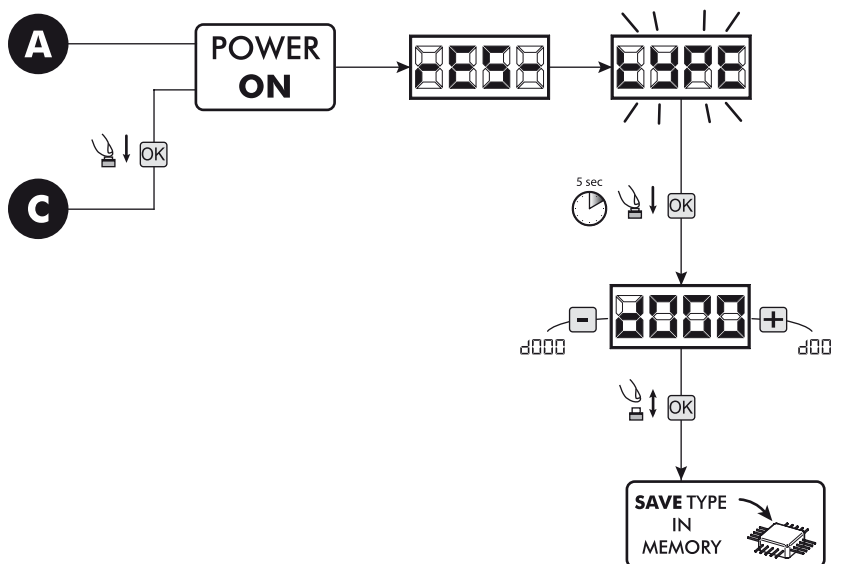 A
POWER
ON
rES-
tYPE
OK
C
5 sec
OK
-
d000
+
d000
d00
OK
SAVE TYPE
IN
MEMORY